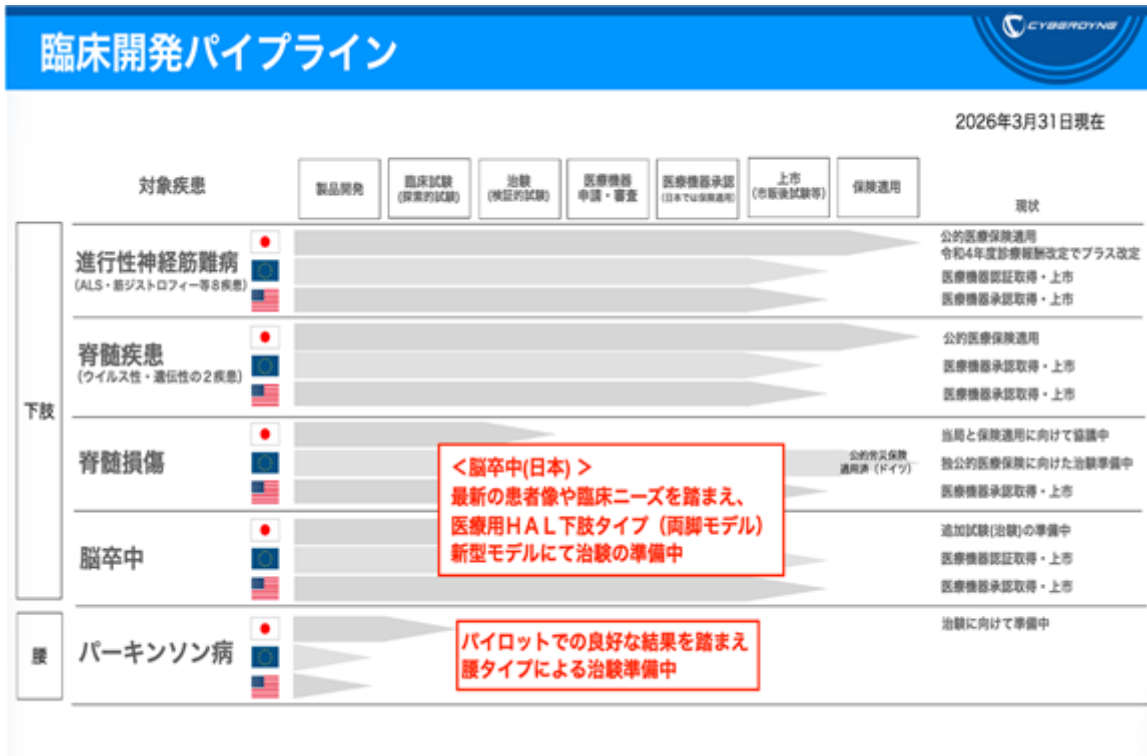 臨床開発パイプライン
CYBERDYNE
2026年3月31日現在
対象疾患
製品開発
臨床試験
(探索的試験)
治験
(検証的試験)
医療機器
申請・審査
医療機器承認
(日本では保険適用)
上市
(市販後試験等)
保険適用
現状
下肢
進行性神経筋難病
(ALS・筋ジストロフィー等8疾患)
公的医療保険適用
令和4年度診療報酬改定でプラス改定
医療機器認証取得・上市
医療機器承認取得・上市
脊髄疾患
(ウイルス性・遺伝性の2疾患)
公的医療保険適用
医療機器承認取得・上市
医療機器承認取得・上市
脊髄損傷
公的労災保険
適用済（ドイツ）
当局と保険適用に向けて協議中
独公的医療保険に向けた治験準備中
医療機器承認取得・上市
＜脳卒中(日本) ＞
最新の患者像や臨床ニーズを踏まえ、
医療用ＨＡＬ下肢タイプ（両脚モデル）
新型モデルにて治験の準備中
脳卒中
追加試験(治験)の準備中
医療機器認証取得・上市
医療機器承認取得・上市
腰
パーキンソン病
治験に向けて準備中
パイロットでの良好な結果を踏まえ
腰タイプによる治験準備中